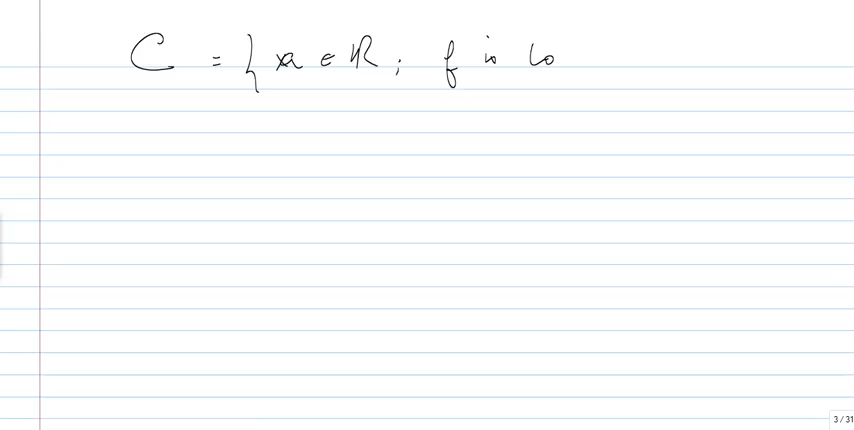 C = { a ∈ ℝ ; f is co
3 / 31